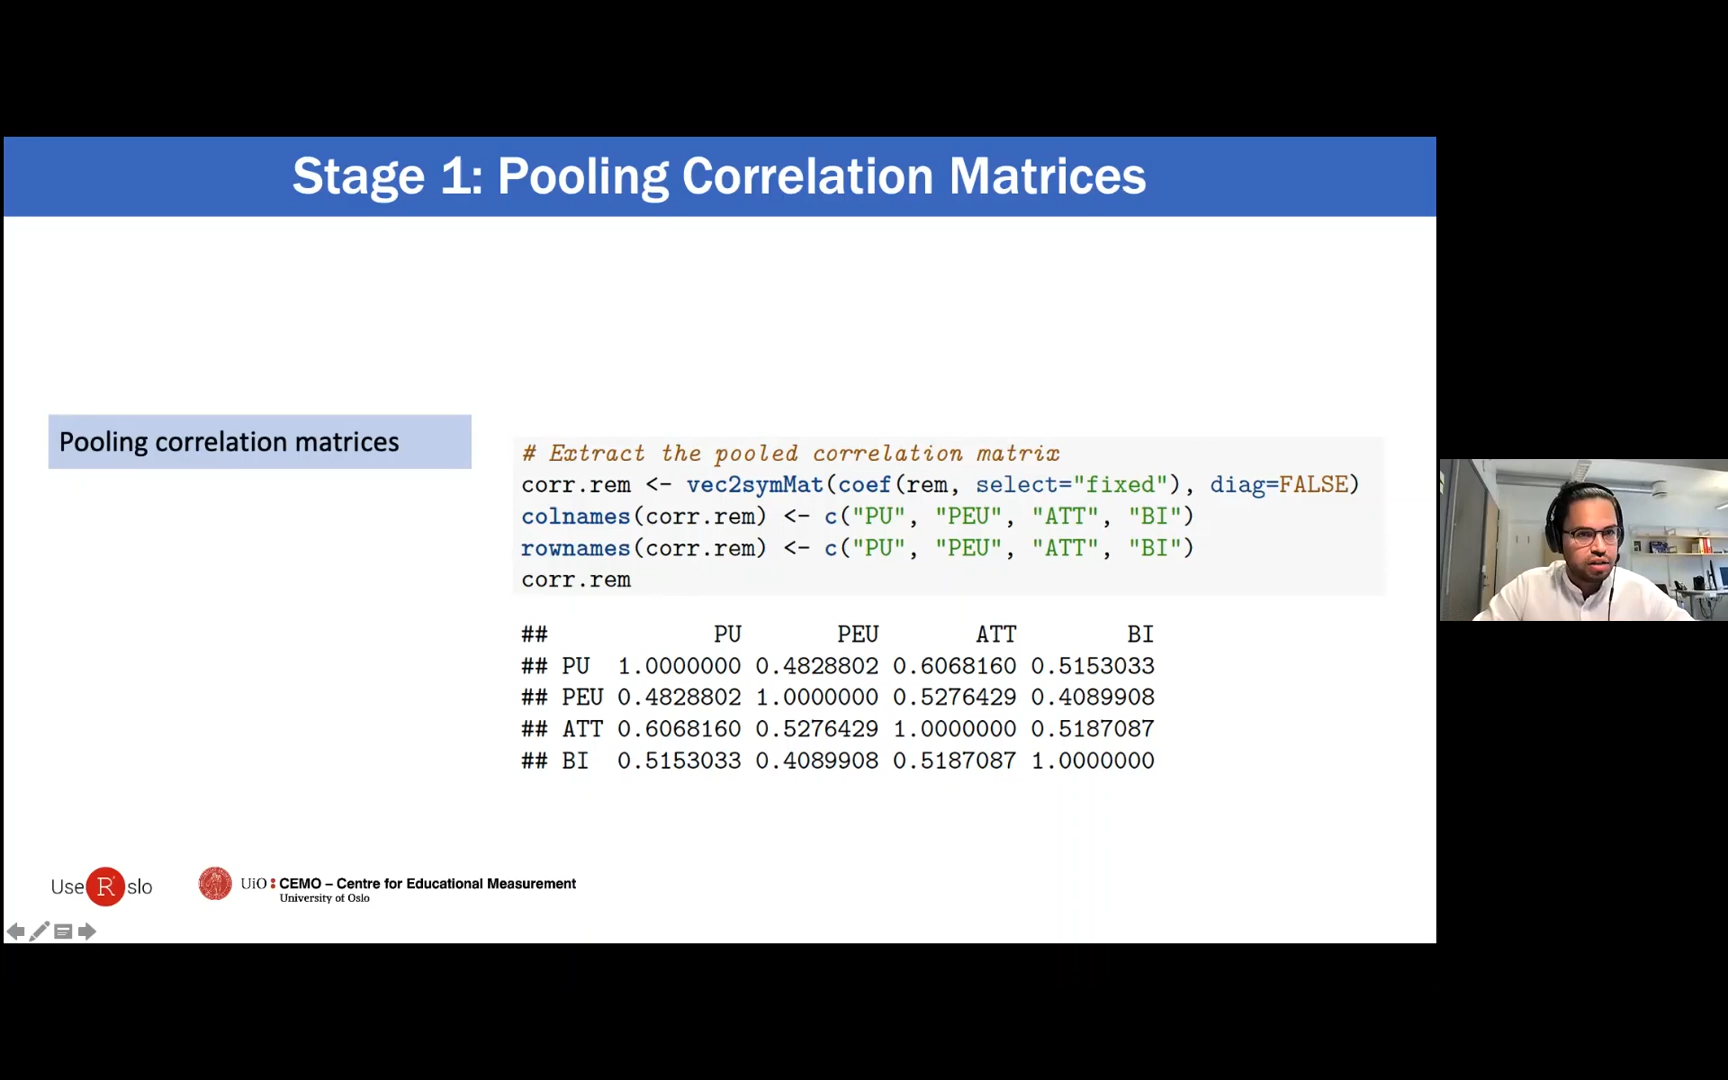 Stage 1: Pooling Correlation Matrices
Pooling correlation matrices
# Extract the pooled correlation matrix
corr.rem <- vec2symMat(coef(rem, select="fixed"), diag=FALSE)
colnames(corr.rem) <- c("PU", "PEU", "ATT", "BI")
rownames(corr.rem) <- c("PU", "PEU", "ATT", "BI")
corr.rem
## PU PEU ATT BI
## PU 1.0000000 0.4828802 0.6068160 0.5153033
## PEU 0.4828802 1.0000000 0.5276429 0.4089908
## ATT 0.6068160 0.5276429 1.0000000 0.5187087
## BI 0.5153033 0.4089908 0.5187087 1.0000000
Use R slo
UiO: CEMO – Centre for Educational Measurement
University of Oslo